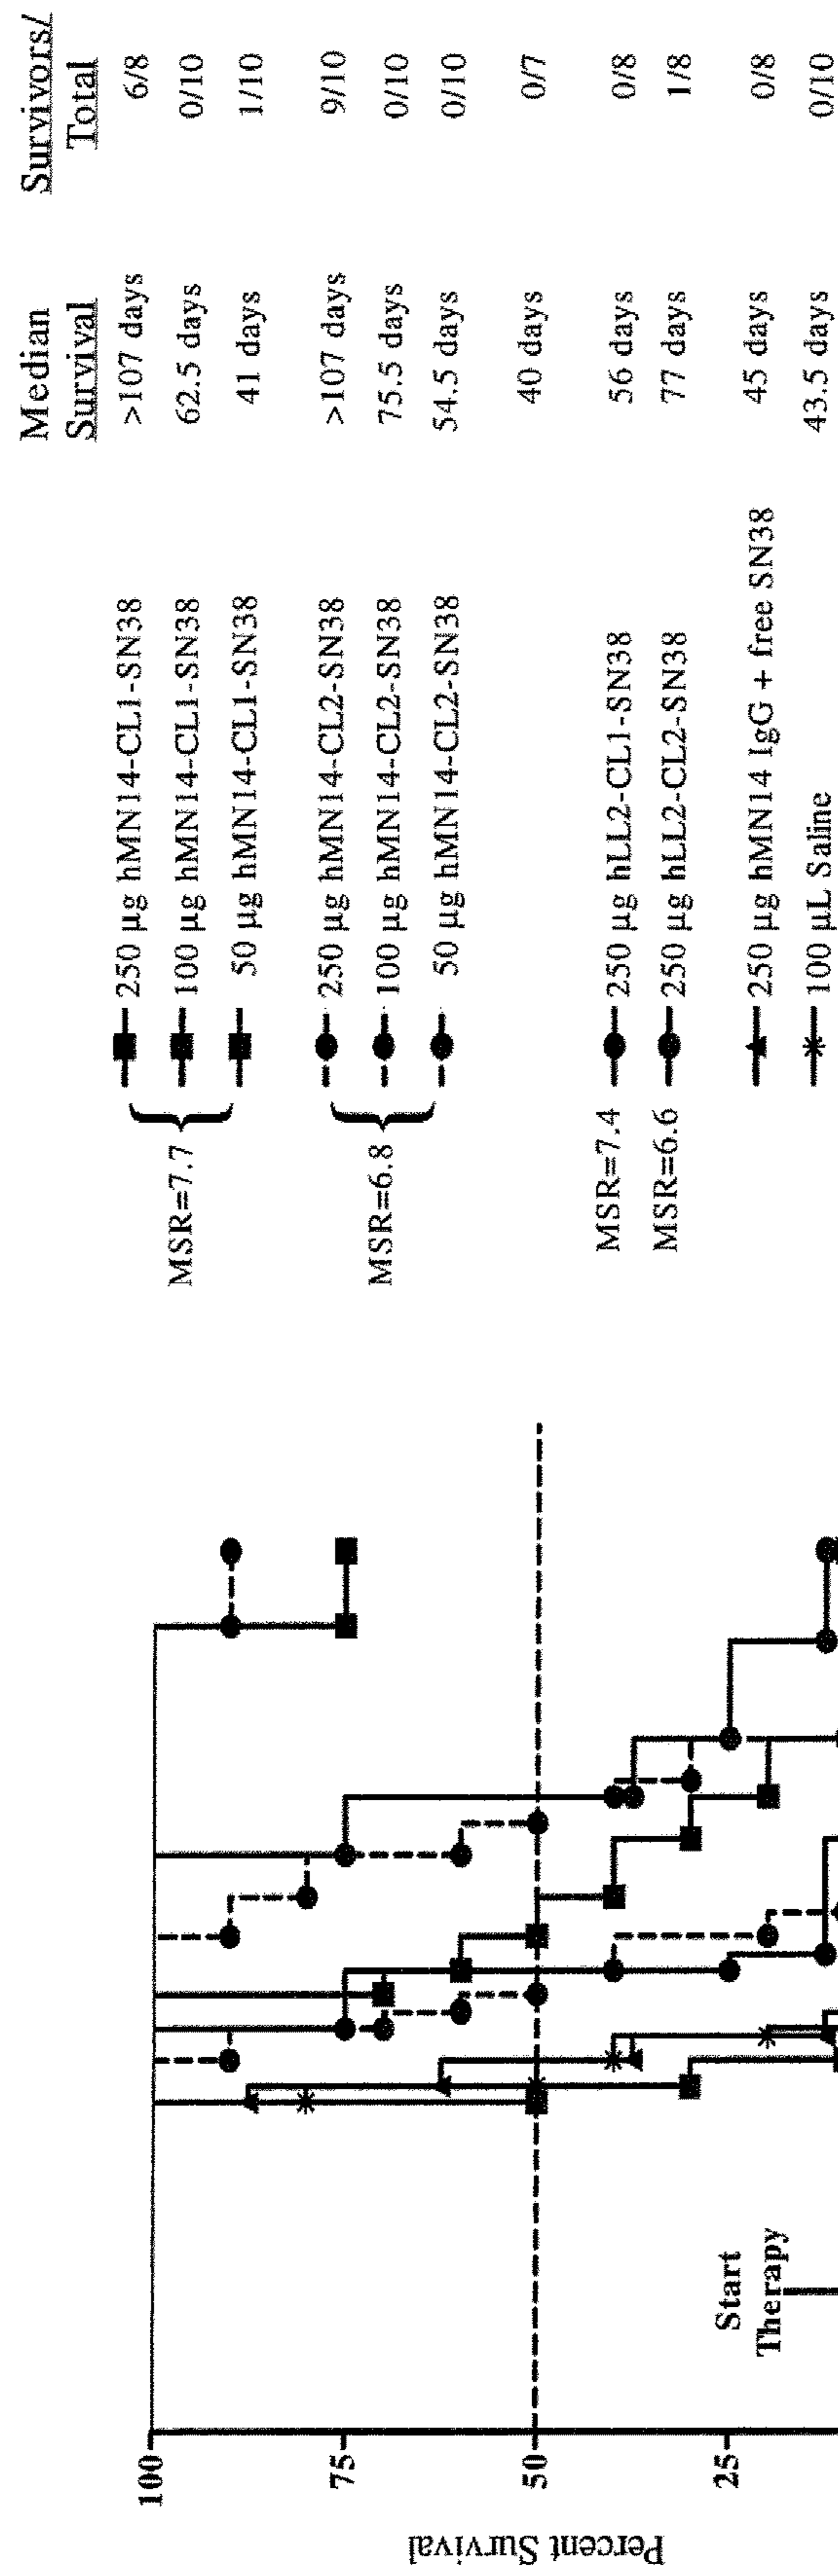 Median Survivors/
Survival Total
MSR=7.7
250 µg hMN14-CL1-SN38 >107 days 6/8
100 µg hMN14-CL1-SN38 62.5 days 0/10
50 µg hMN14-CL1-SN38 41 days 1/10
MSR=6.8
250 µg hMN14-CL2-SN38 >107 days 9/10
100 µg hMN14-CL2-SN38 75.5 days 0/10
50 µg hMN14-CL2-SN38 54.5 days 0/10
40 days 0/7
MSR=7.4 250 µg hLL2-CL1-SN38 56 days 0/8
MSR=6.6 250 µg hLL2-CL2-SN38 77 days 1/8
250 µg hMN14 IgG + free SN38 45 days 0/8
100 µL Saline 43.5 days 0/10
Percent Survival
100
75
50
25
Start
Therapy